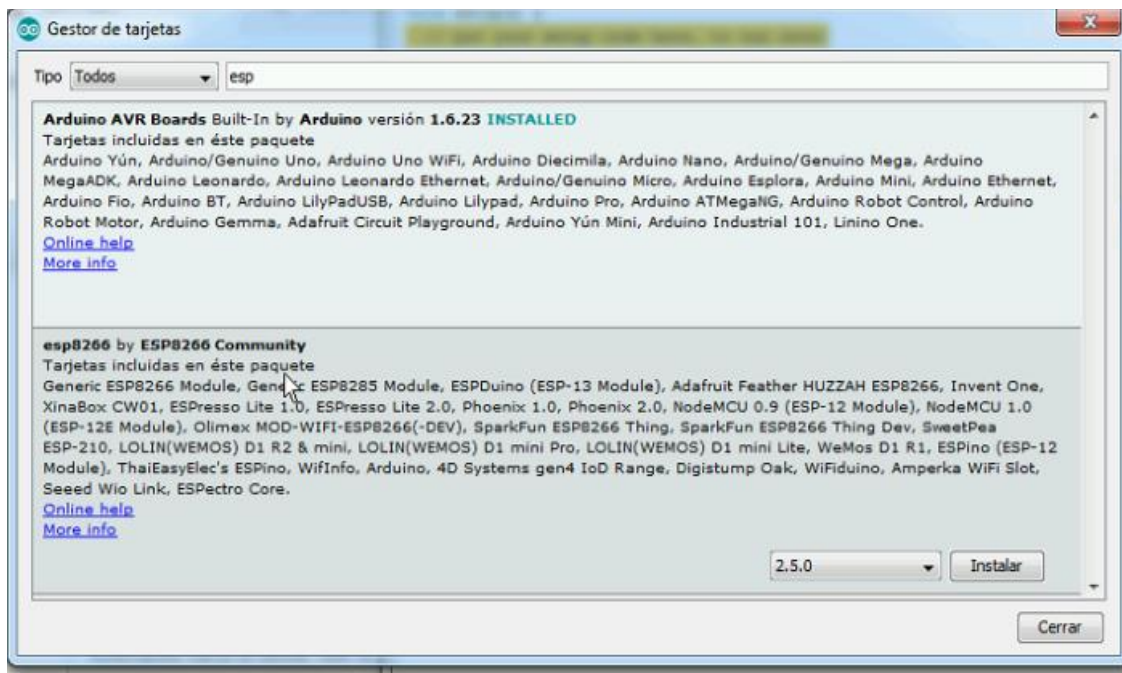 Gestor de tarjetas
Tipo Todos esp
Arduino AVR Boards Built-In by Arduino versión 1.6.23 INSTALLED
Tarjetas incluidas en éste paquete
Arduino Yún, Arduino/Genuino Uno, Arduino Uno WiFi, Arduino Diecimila, Arduino Nano, Arduino/Genuino Mega, Arduino
MegaADK, Arduino Leonardo, Arduino Leonardo Ethernet, Arduino/Genuino Micro, Arduino Esplora, Arduino Mini, Arduino Ethernet,
Arduino Fio, Arduino BT, Arduino LilyPadUSB, Arduino Lilypad, Arduino Pro, Arduino ATMegaNG, Arduino Robot Control, Arduino
Robot Motor, Arduino Gemma, Adafruit Circuit Playground, Arduino Yún Mini, Arduino Industrial 101, Linino One.
Online help
More info
esp8266 by ESP8266 Community
Tarjetas incluidas en éste paquete
Generic ESP8266 Module, Generic ESP8285 Module, ESPDuino (ESP-13 Module), Adafruit Feather HUZZAH ESP8266, Invent One,
XinaBox CW01, ESPresso Lite 1.0, ESPresso Lite 2.0, Phoenix 1.0, Phoenix 2.0, NodeMCU 0.9 (ESP-12 Module), NodeMCU 1.0
(ESP-12E Module), Olimex MOD-WIFI-ESP8266(-DEV), SparkFun ESP8266 Thing, SparkFun ESP8266 Thing Dev, SweetPea
ESP-210, LOLIN(WEMOS) D1 R2 & mini, LOLIN(WEMOS) D1 mini Pro, LOLIN(WEMOS) D1 mini Lite, WeMos D1 R1, ESPino (ESP-12
Module), ThaiEasyElec's ESPino, WifInfo, Arduino, 4D Systems gen4 IoD Range, Digistump Oak, WiFiduino, Amperka WiFi Slot,
Seeed Wio Link, ESPectro Core.
Online help
More info
2.5.0 Instalar
Cerrar